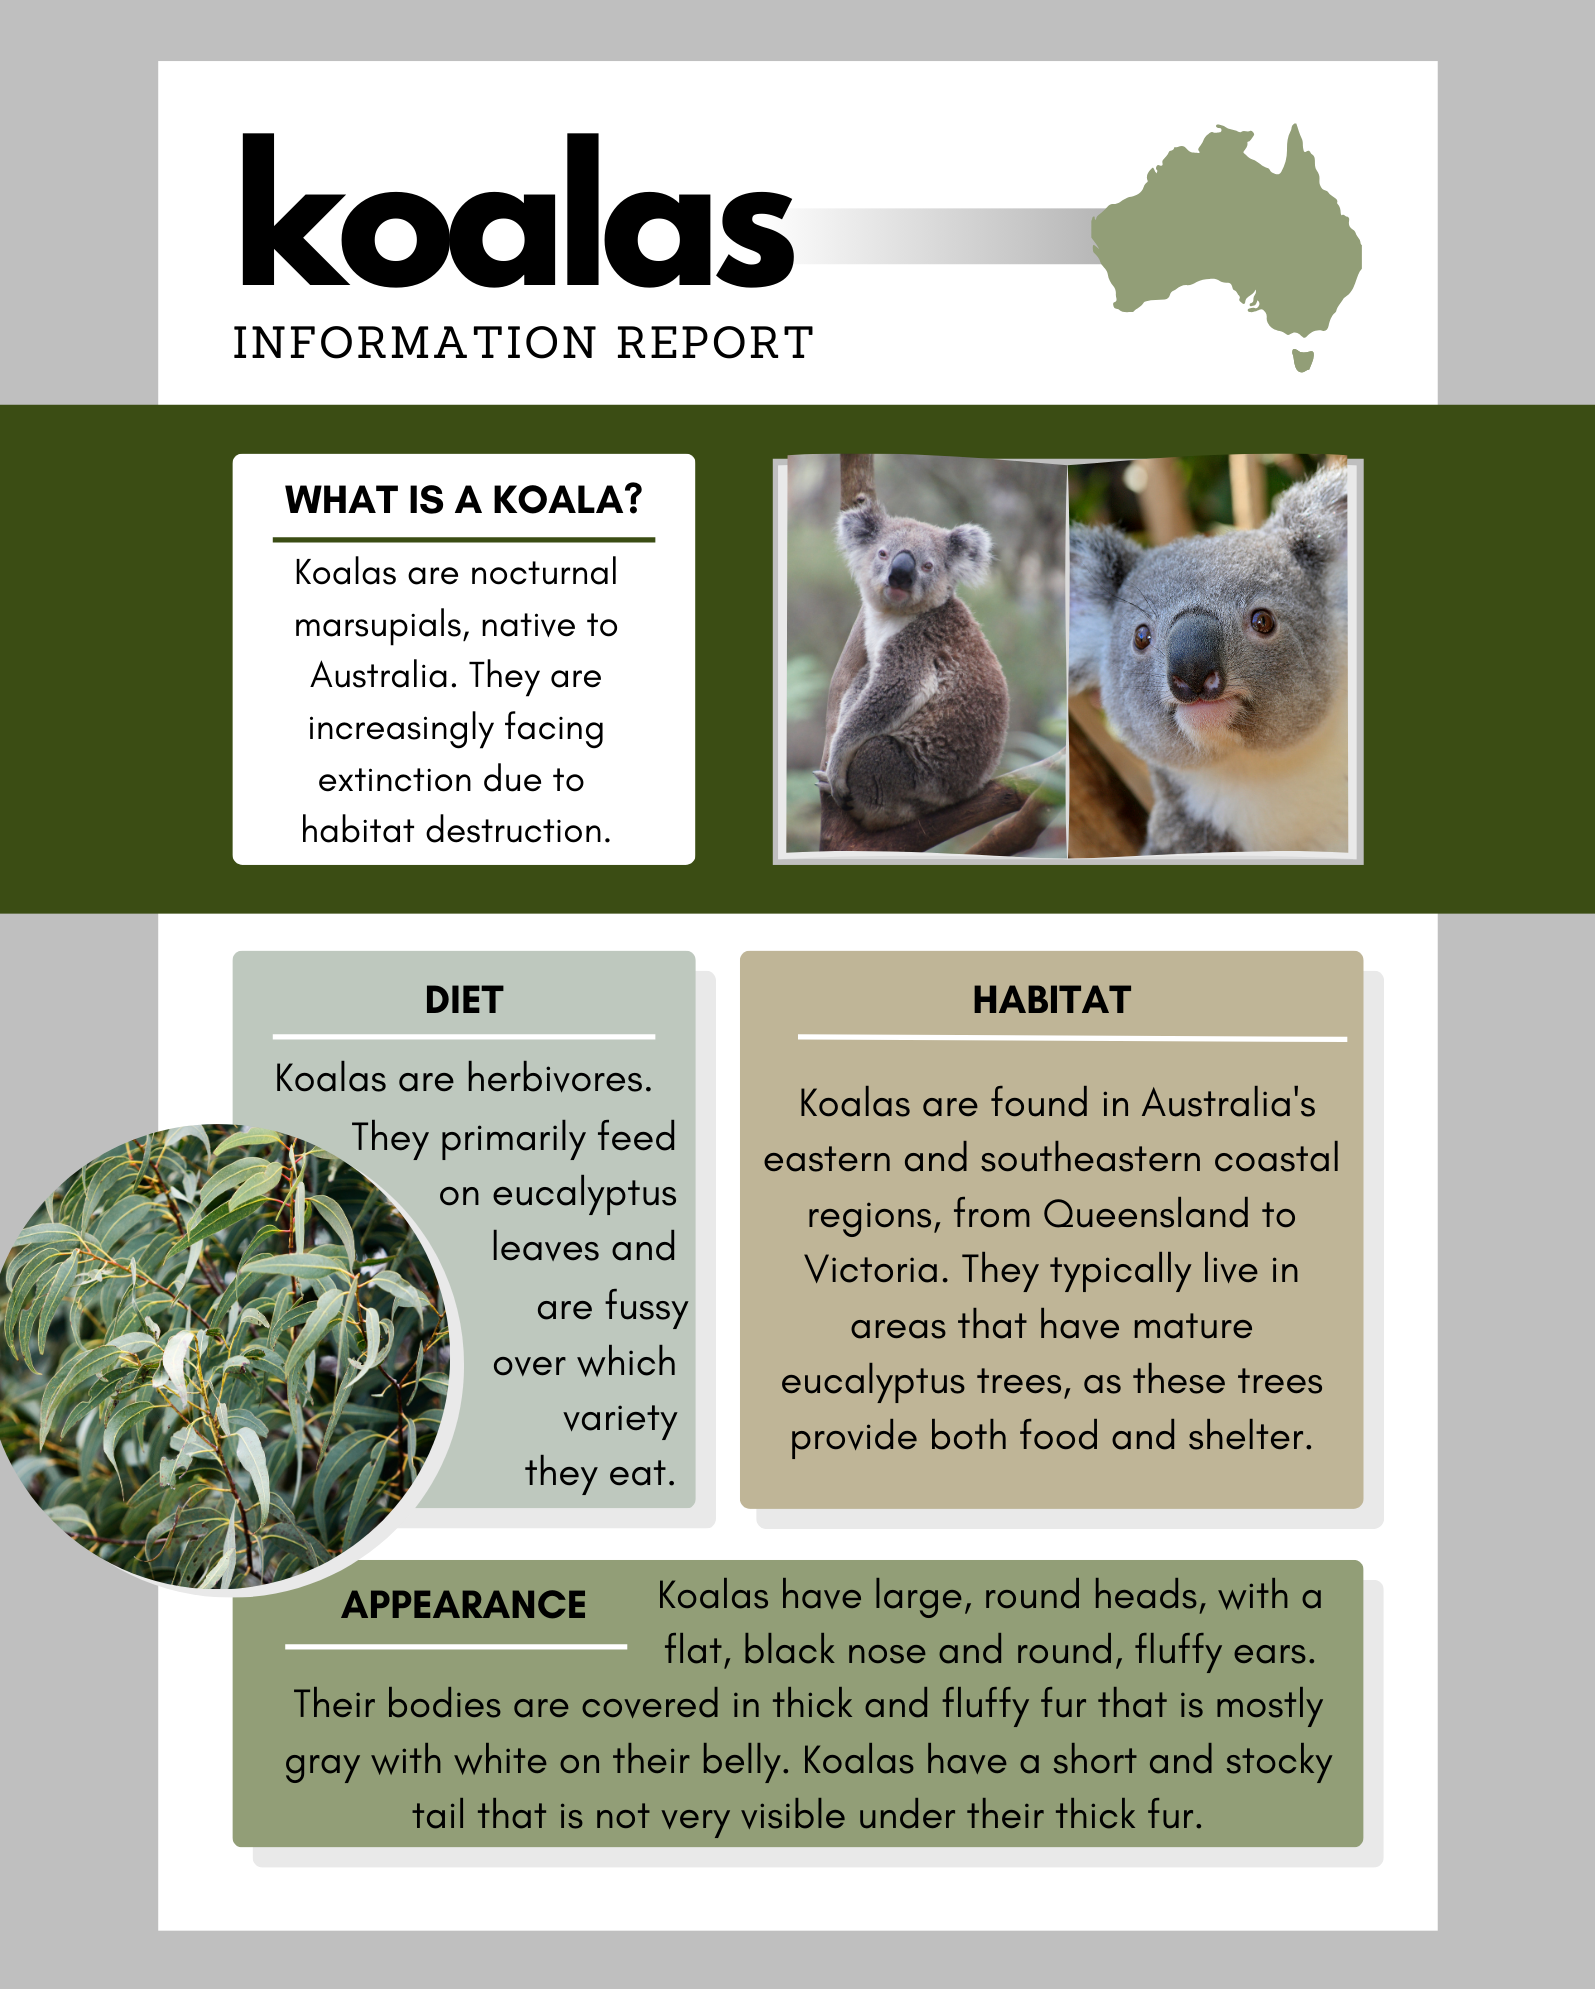 koalas
INFORMATION REPORT
WHAT IS A KOALA?
Koalas are nocturnal
marsupials, native to
Australia. They are
increasingly facing
extinction due to
habitat destruction.
DIET
Koalas are herbivores.
They primarily feed
on eucalyptus
leaves and
are fussy
over which
variety
they eat.
HABITAT
Koalas are found in Australia's
eastern and southeastern coastal
regions, from Queensland to
Victoria. They typically live in
areas that have mature
eucalyptus trees, as these trees
provide both food and shelter.
APPEARANCE
Koalas have large, round heads, with a
flat, black nose and round, fluffy ears.
Their bodies are covered in thick and fluffy fur that is mostly
gray with white on their belly. Koalas have a short and stocky
tail that is not very visible under their thick fur.